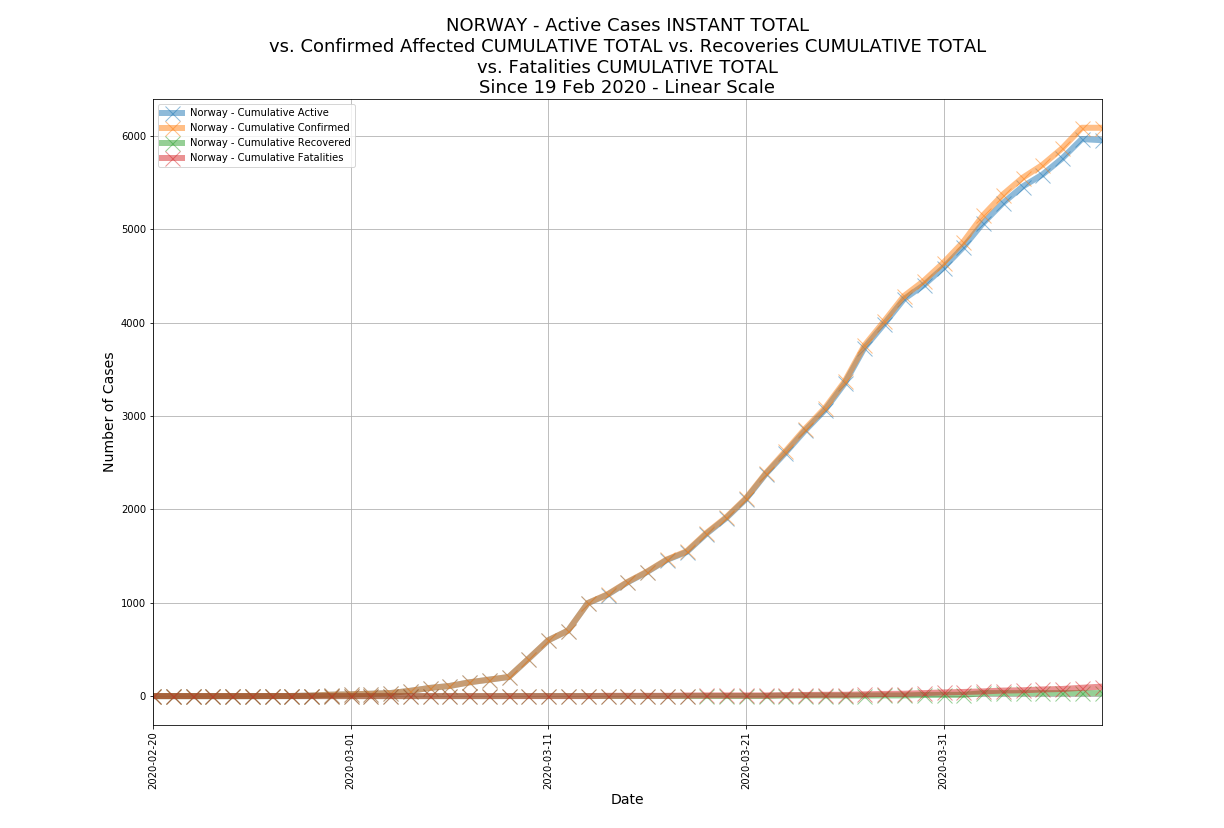 NORWAY - Active Cases INSTANT TOTAL
vs. Confirmed Affected CUMULATIVE TOTAL vs. Recoveries CUMULATIVE TOTAL
vs. Fatalities CUMULATIVE TOTAL
Since 19 Feb 2020 - Linear Scale
Norway - Cumulative Active
Norway - Cumulative Confirmed
Norway - Cumulative Recovered
Norway - Cumulative Fatalities
6000
5000
4000
3000
2000
1000
0
Number of Cases
2020-02-20
2020-03-01
2020-03-11
2020-03-21
2020-03-31
Date